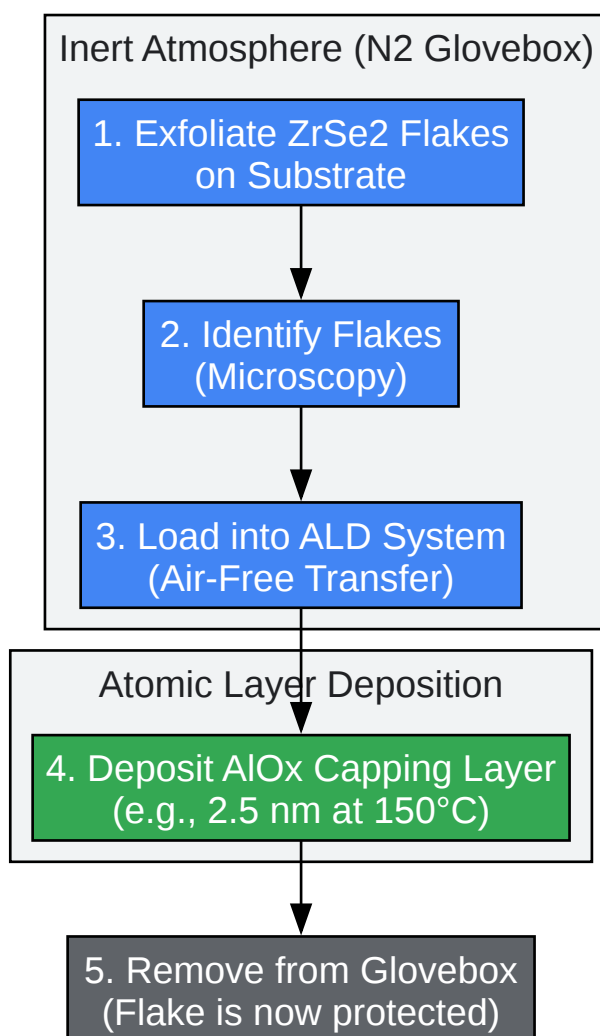 Inert Atmosphere (N2 Glovebox)
1. Exfoliate ZrSe2 Flakes
on Substrate
2. Identify Flakes
(Microscopy)
3. Load into ALD System
(Air-Free Transfer)
Atomic Layer Deposition
4. Deposit AlOx Capping Layer
(e.g., 2.5 nm at 150°C)
5. Remove from Glovebox
(Flake is now protected)